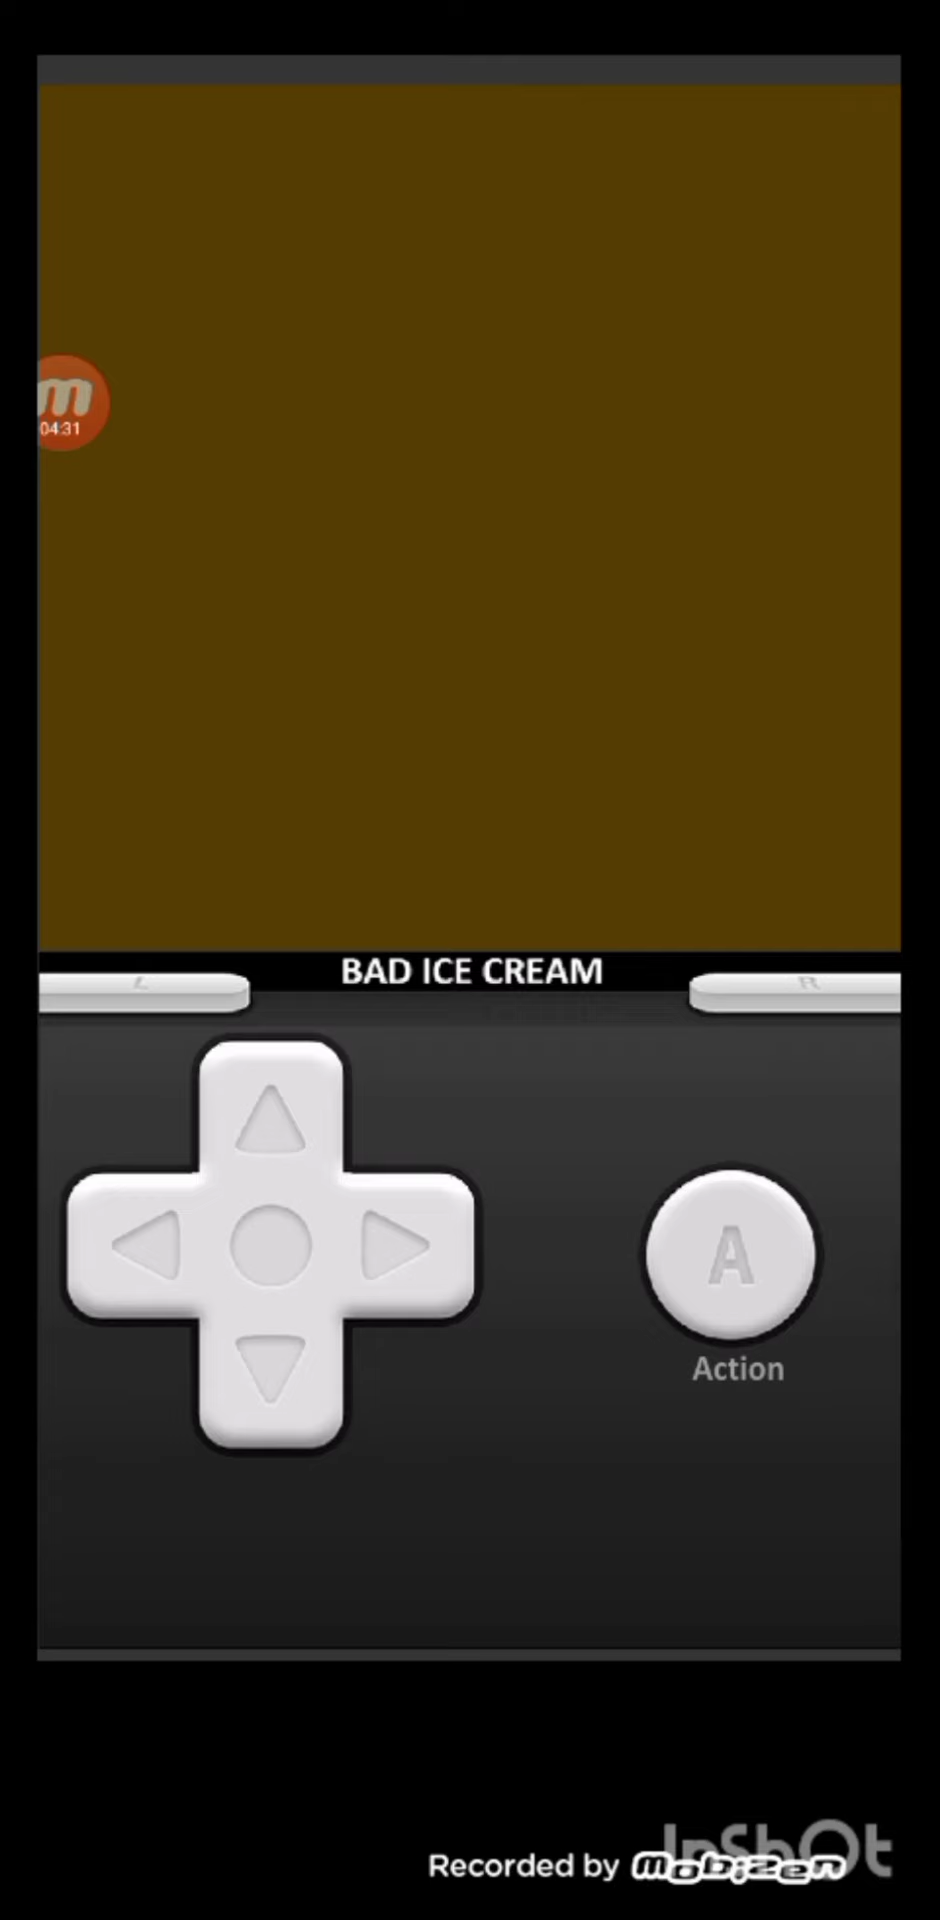 m
04:31
BAD ICE CREAM
L
R
A
Action
InShOt
Recorded by mobizen